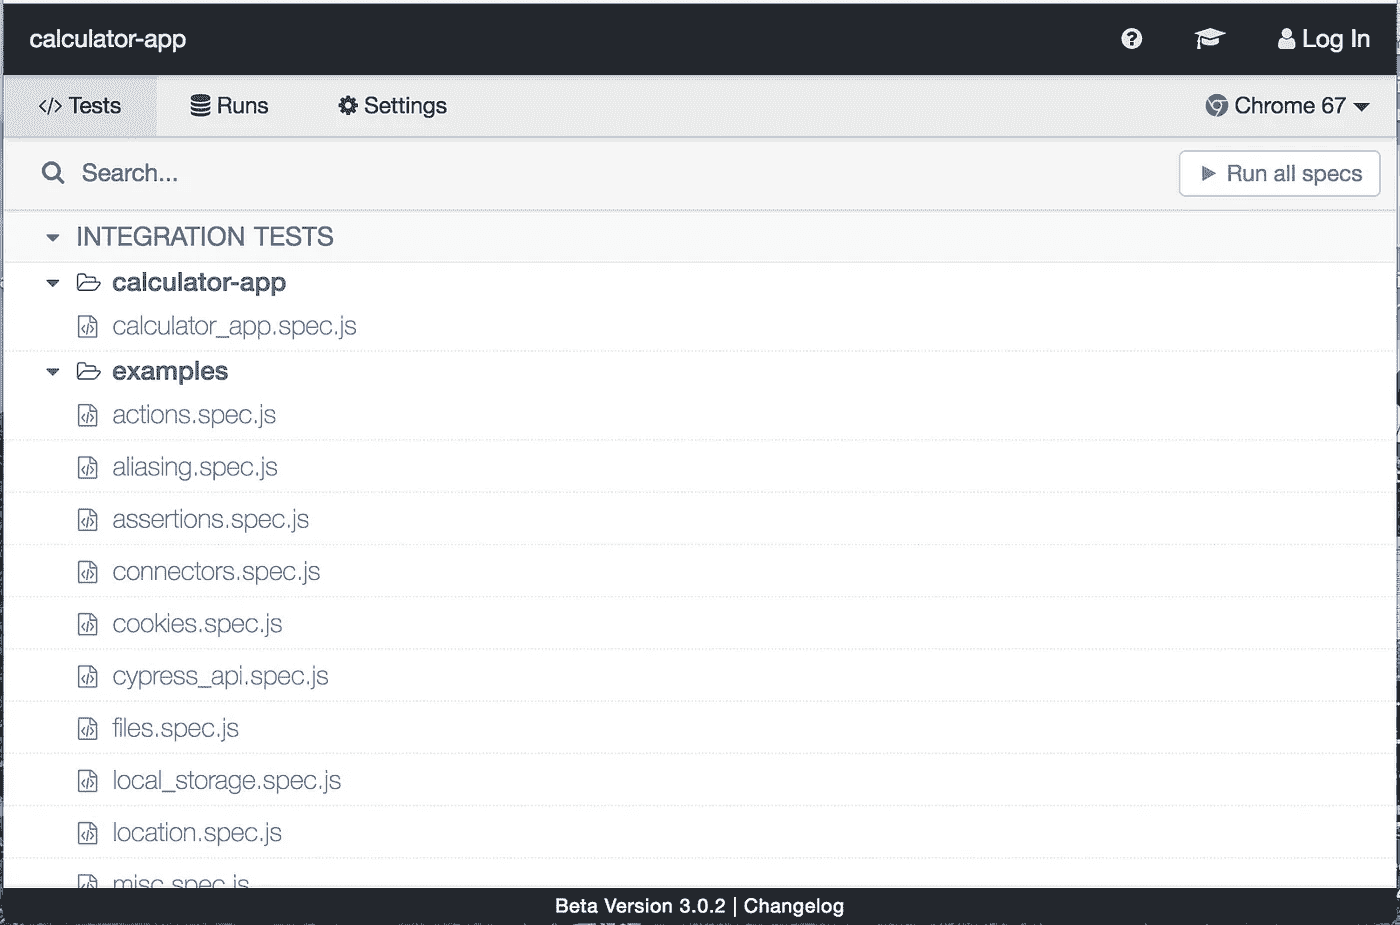 calculator-app
Log In
</> Tests
Runs
Settings
Chrome 67
Search...
Run all specs
INTEGRATION TESTS
calculator-app
calculator_app.spec.js
examples
actions.spec.js
aliasing.spec.js
assertions.spec.js
connectors.spec.js
cookies.spec.js
cypress_api.spec.js
files.spec.js
local_storage.spec.js
location.spec.js
misc.spec.js
Beta Version 3.0.2 | Changelog